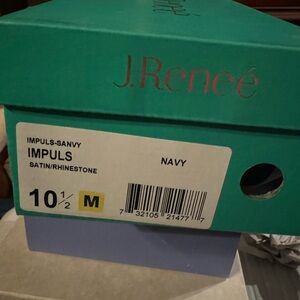 J.Reneé
IMPULS-SANVY
IMPULS
SATIN/RHINESTONE
NAVY
10 1/2 M
7 32105 21477 7